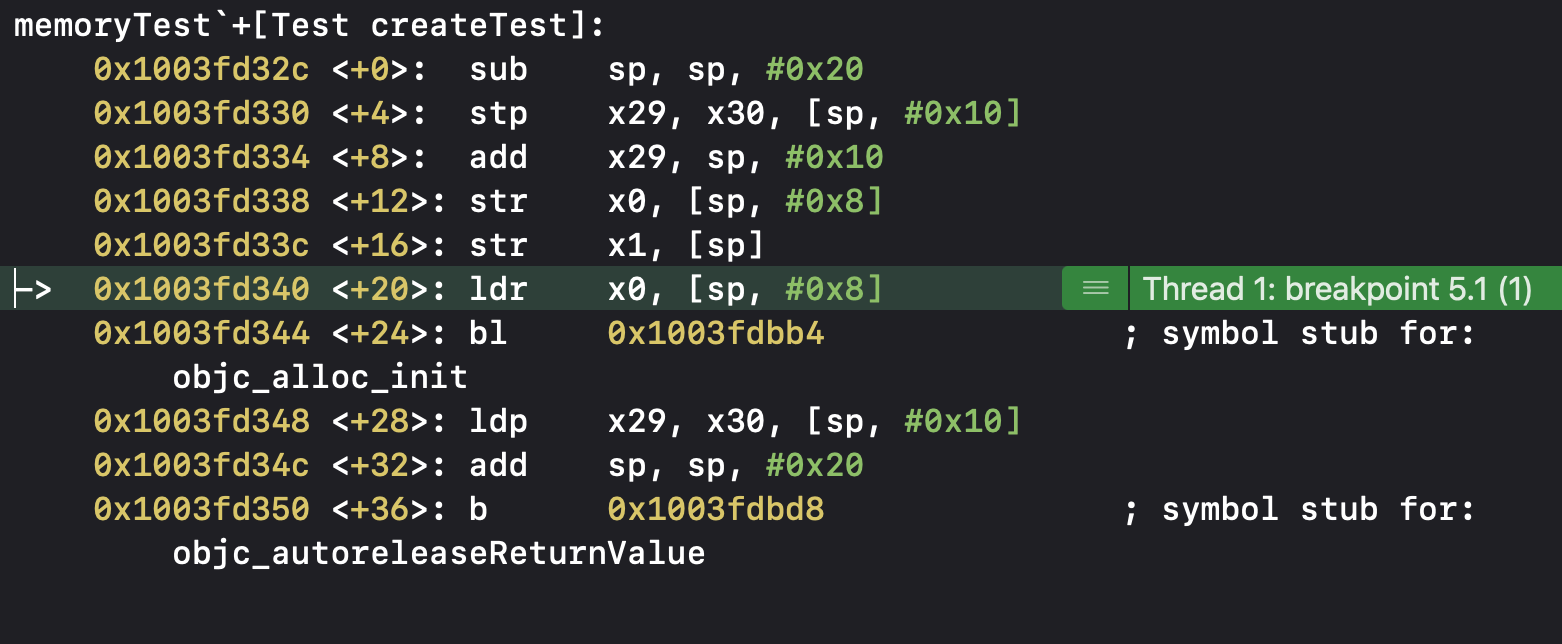 memoryTest`+[Test createTest]:
0x1003fd32c <+0>: sub sp, sp, #0x20
0x1003fd330 <+4>: stp x29, x30, [sp, #0x10]
0x1003fd334 <+8>: add x29, sp, #0x10
0x1003fd338 <+12>: str x0, [sp, #0x8]
0x1003fd33c <+16>: str x1, [sp]
-> 0x1003fd340 <+20>: ldr x0, [sp, #0x8] Thread 1: breakpoint 5.1 (1)
0x1003fd344 <+24>: bl 0x1003fdbb4 ; symbol stub for:
objc_alloc_init
0x1003fd348 <+28>: ldp x29, x30, [sp, #0x10]
0x1003fd34c <+32>: add sp, sp, #0x20
0x1003fd350 <+36>: b 0x1003fdbd8 ; symbol stub for:
objc_autoreleaseReturnValue